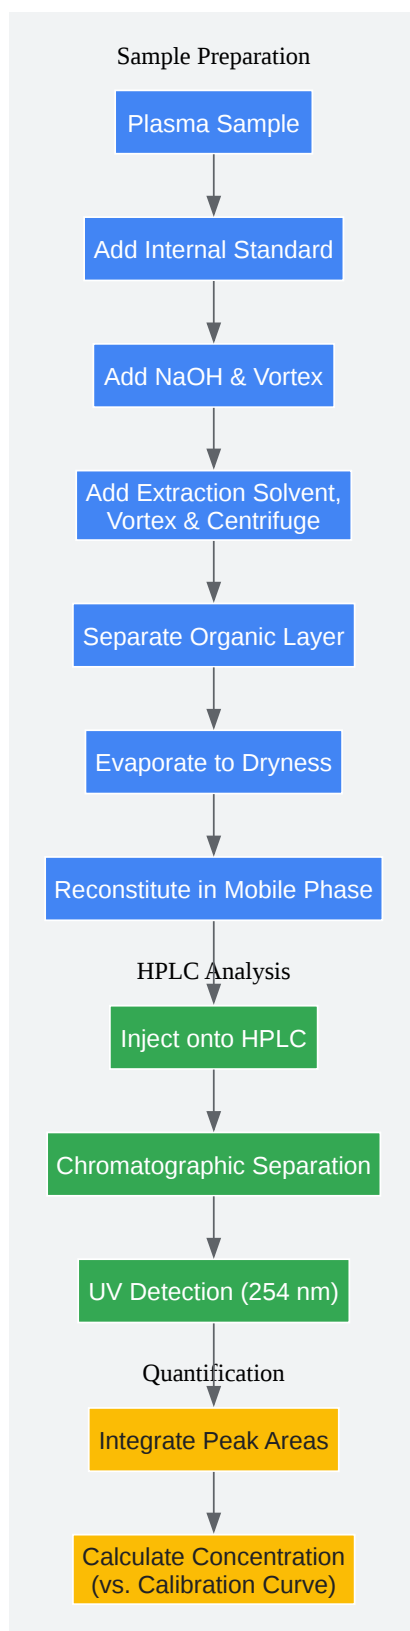 Sample Preparation
Plasma Sample
Add Internal Standard
Add NaOH & Vortex
Add Extraction Solvent,
Vortex & Centrifuge
Separate Organic Layer
Evaporate to Dryness
Reconstitute in Mobile Phase
HPLC Analysis
Inject onto HPLC
Chromatographic Separation
UV Detection (254 nm)
Quantification
Integrate Peak Areas
Calculate Concentration
(vs. Calibration Curve)